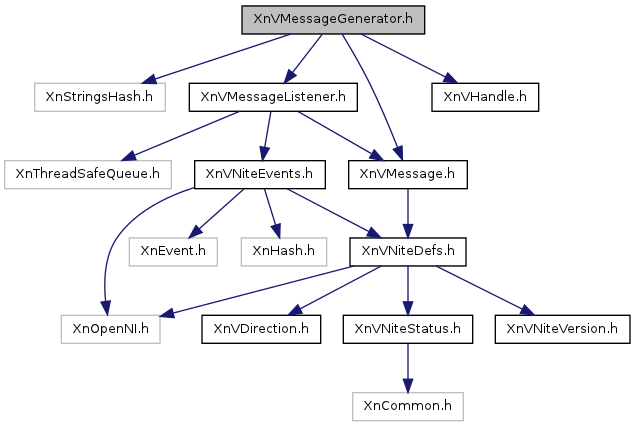 XnVMessageGenerator.h
XnStringsHash.h
XnVMessageListener.h
XnVHandle.h
XnThreadSafeQueue.h
XnVNiteEvents.h
XnVMessage.h
XnEvent.h
XnHash.h
XnVNiteDefs.h
XnOpenNI.h
XnVDirection.h
XnVNiteStatus.h
XnVNiteVersion.h
XnCommon.h